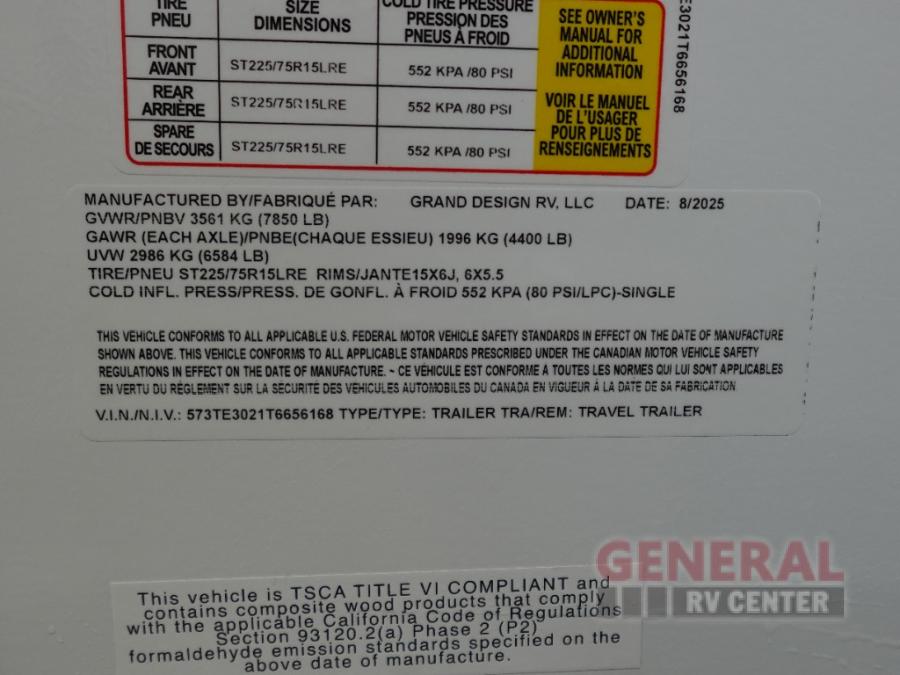 TIRE SIZE COLD TIRE PRESSURE
PNEU DIMENSIONS PRESSION DES
PNEUS À FROID
FRONT
AVANT ST225/75R15LRE 552 KPA /80 PSI
REAR
ARRIÈRE ST225/75R15LRE 552 KPA /80 PSI
SPARE
DE SECOURS ST225/75R15LRE 552 KPA /80 PSI
SEE OWNER'S
MANUAL FOR
ADDITIONAL
INFORMATION
VOIR LE MANUEL
DE L'USAGER
POUR PLUS DE
RENSEIGNEMENTS
E3021T6656168
MANUFACTURED BY/FABRIQUÉ PAR: GRAND DESIGN RV, LLC DATE: 8/2025
GVWR/PNBV 3561 KG (7850 LB)
GAWR (EACH AXLE)/PNBE(CHAQUE ESSIEU) 1996 KG (4400 LB)
UVW 2986 KG (6584 LB)
TIRE/PNEU ST225/75R15LRE RIMS/JANTE15X6J, 6X5.5
COLD INFL. PRESS/PRESS. DE GONFL. À FROID 552 KPA (80 PSI/LPC)-SINGLE
THIS VEHICLE CONFORMS TO ALL APPLICABLE U.S. FEDERAL MOTOR VEHICLE SAFETY STANDARDS IN EFFECT ON THE DATE OF MANUFACTURE
SHOWN ABOVE. THIS VEHICLE CONFORMS TO ALL APPLICABLE STANDARDS PRESCRIBED UNDER THE CANADIAN MOTOR VEHICLE SAFETY
REGULATIONS IN EFFECT ON THE DATE OF MANUFACTURE. ~ CE VÉHICULE EST CONFORME A TOUTES LES NORMES QUI LUI SONT APPLICABLES
EN VERTU DU RÈGLEMENT SUR LA SÉCURITÉ DES VÉHICULES AUTOMOBILES DU CANADA EN VIGUEUR À LA DATE DE SA FABRICATION
V.I.N./N.I.V.: 573TE3021T6656168 TYPE/TYPE: TRAILER TRA/REM: TRAVEL TRAILER
This vehicle is TSCA TITLE VI COMPLIANT and
contains composite wood products that comply
with the applicable California Code of Regulations
Section 93120.2(a) Phase 2 (P2)
formaldehyde emission standards specified on the
above date of manufacture.
GENERAL
RV CENTER